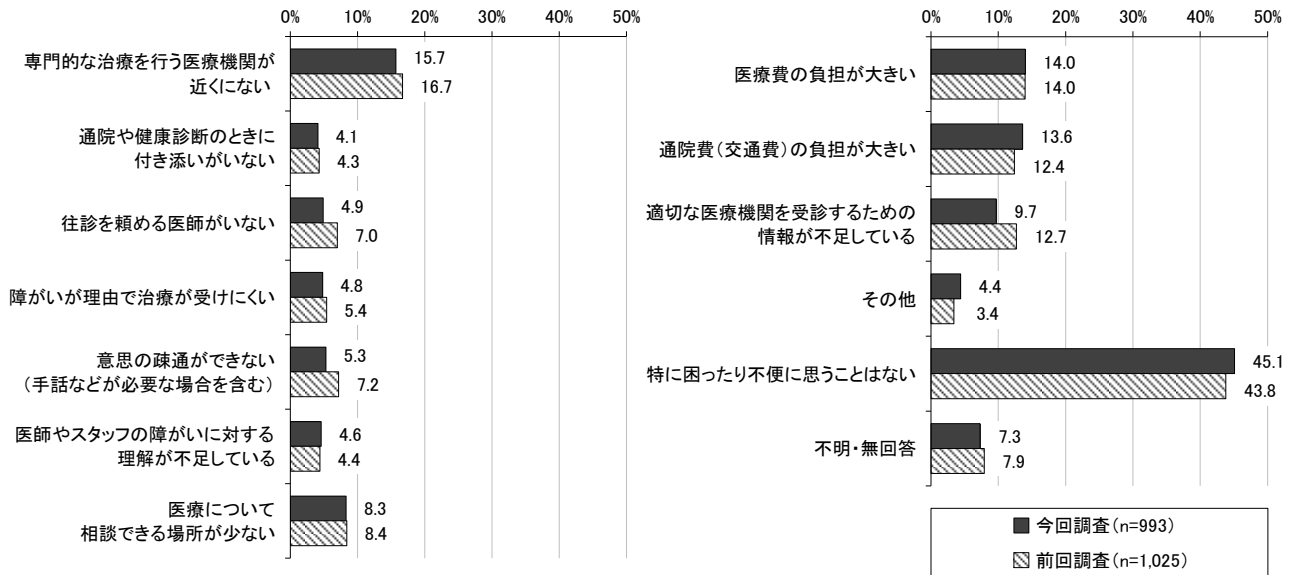 0% 10% 20% 30% 40% 50%
専門的な治療を行う医療機関が
近くにない
15.7
16.7
通院や健康診断のときに
付き添いがいない
4.1
4.3
往診を頼める医師がいない
4.9
7.0
障がいが理由で治療が受けにくい
4.8
5.4
意思の疎通ができない
（手話などが必要な場合を含む）
5.3
7.2
医師やスタッフの障がいに対する
理解が不足している
4.6
4.4
医療について
相談できる場所が少ない
8.3
8.4
0% 10% 20% 30% 40% 50%
医療費の負担が大きい
14.0
14.0
通院費（交通費）の負担が大きい
13.6
12.4
適切な医療機関を受診するための
情報が不足している
9.7
12.7
その他
4.4
3.4
特に困ったり不便に思うことはない
45.1
43.8
不明・無回答
7.3
7.9
今回調査（n=993）
前回調査（n=1,025）